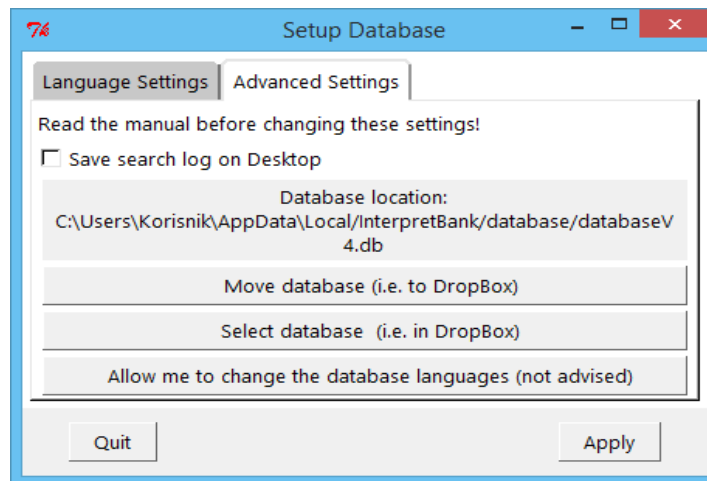 Setup Database
Language Settings Advanced Settings
Read the manual before changing these settings!
Save search log on Desktop
Database location:
C:\Users\Korisnik\AppData\Local/InterpretBank/database/databaseV
4.db
Move database (i.e. to DropBox)
Select database (i.e. in DropBox)
Allow me to change the database languages (not advised)
Quit Apply